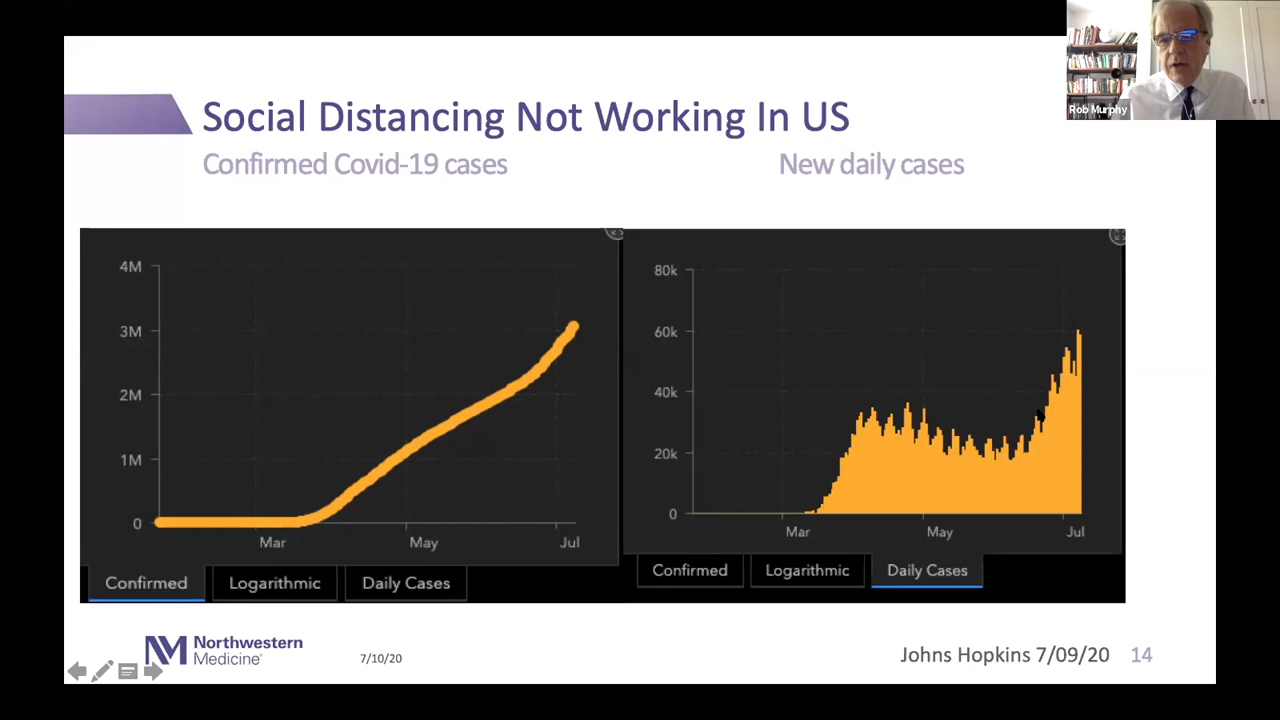 Rob Murphy
Social Distancing Not Working In US
Confirmed Covid-19 cases
New daily cases
4M
3M
2M
1M
0
Mar
May
Jul
Confirmed
Logarithmic
Daily Cases
80k
60k
40k
20k
0
Mar
May
Jul
Confirmed
Logarithmic
Daily Cases
NM
Northwestern
Medicine®
7/10/20
Johns Hopkins 7/09/20
14